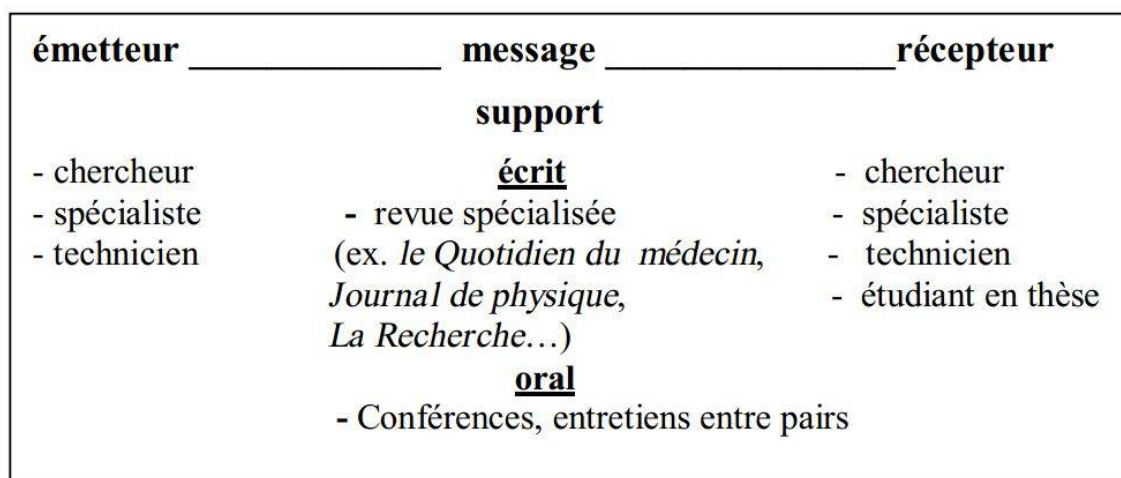 émetteur _____________ message _______________récepteur
support
- chercheur écrit - chercheur
- spécialiste - revue spécialisée - spécialiste
- technicien (ex. le Quotidien du médecin, - technicien
Journal de physique, - étudiant en thèse
La Recherche…)
oral
- Conférences, entretiens entre pairs